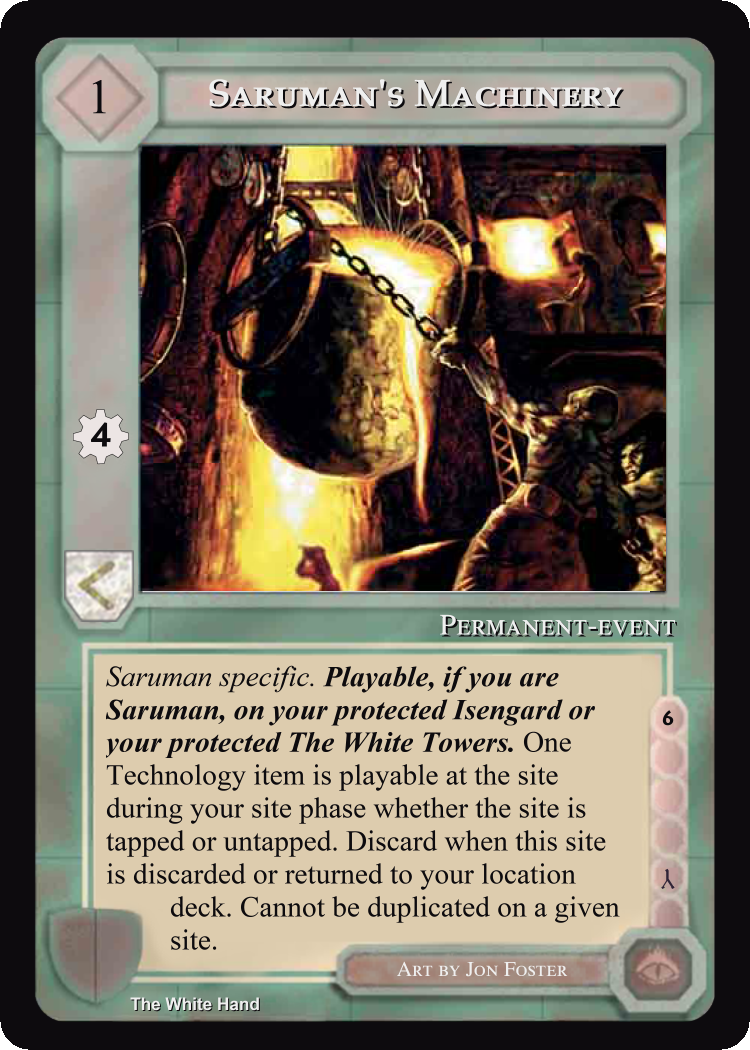 1
Saruman's Machinery
4
Permanent-event
Saruman specific. Playable, if you are
Saruman, on your protected Isengard or
your protected The White Towers. One
Technology item is playable at the site
during your site phase whether the site is
tapped or untapped. Discard when this site
is discarded or returned to your location
deck. Cannot be duplicated on a given
site.
6
Art by Jon Foster
The White Hand